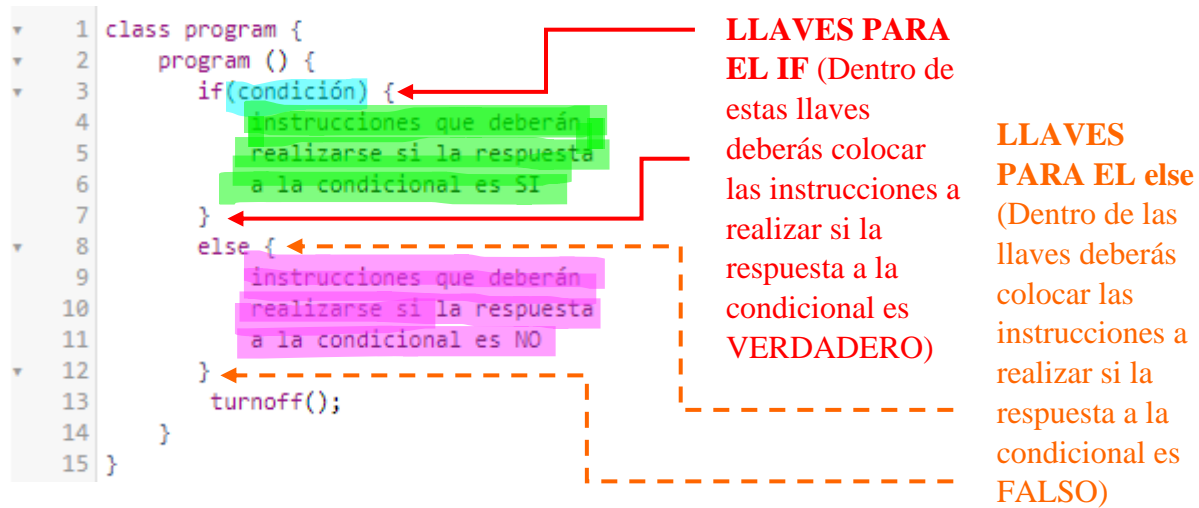 1 class program {
2 program () {
3 if(condición) {
4 instrucciones que deberán
5 realizarse si la respuesta
6 a la condicional es SI
7 }
8 else {
9 instrucciones que deberán
10 realizarse si la respuesta
11 a la condicional es NO
12 }
13 turnoff();
14 }
15 }
LLAVES PARA
EL IF (Dentro de
estas llaves
deberás colocar
las instrucciones a
realizar si la
respuesta a la
condicional es
VERDADERO)
LLAVES
PARA EL else
(Dentro de las
llaves deberás
colocar las
instrucciones a
realizar si la
respuesta a la
condicional es
FALSO)